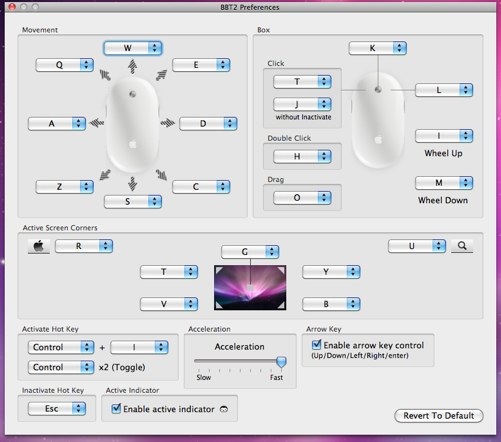 BBT2 Preferences
Movement
W
Q
E
A
D
Z
C
S
Box
K
Click
T
J
without Inactivate
L
Double Click
H
I
Wheel Up
Drag
O
M
Wheel Down
Active Screen Corners
R
G
U
T
Y
V
B
Activate Hot Key
Control + I
Control x2 (Toggle)
Acceleration
Acceleration
Slow Fast
Arrow Key
Enable arrow key control
(Up/Down/Left/Right/enter)
Inactivate Hot Key
Esc
Active Indicator
Enable active indicator
Revert To Default